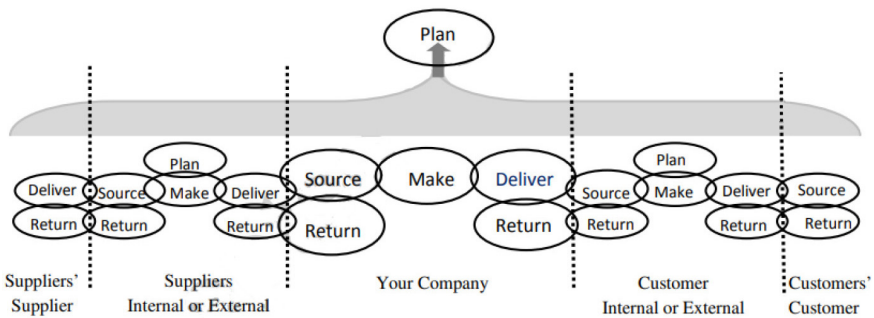 Plan
Plan
Plan
Deliver Source Make Deliver Source Make Deliver Source Make Deliver Source
Return Return Return Return Return Return Return Return
Suppliers' Suppliers Your Company Customer Customers'
Supplier Internal or External Internal or External Customer